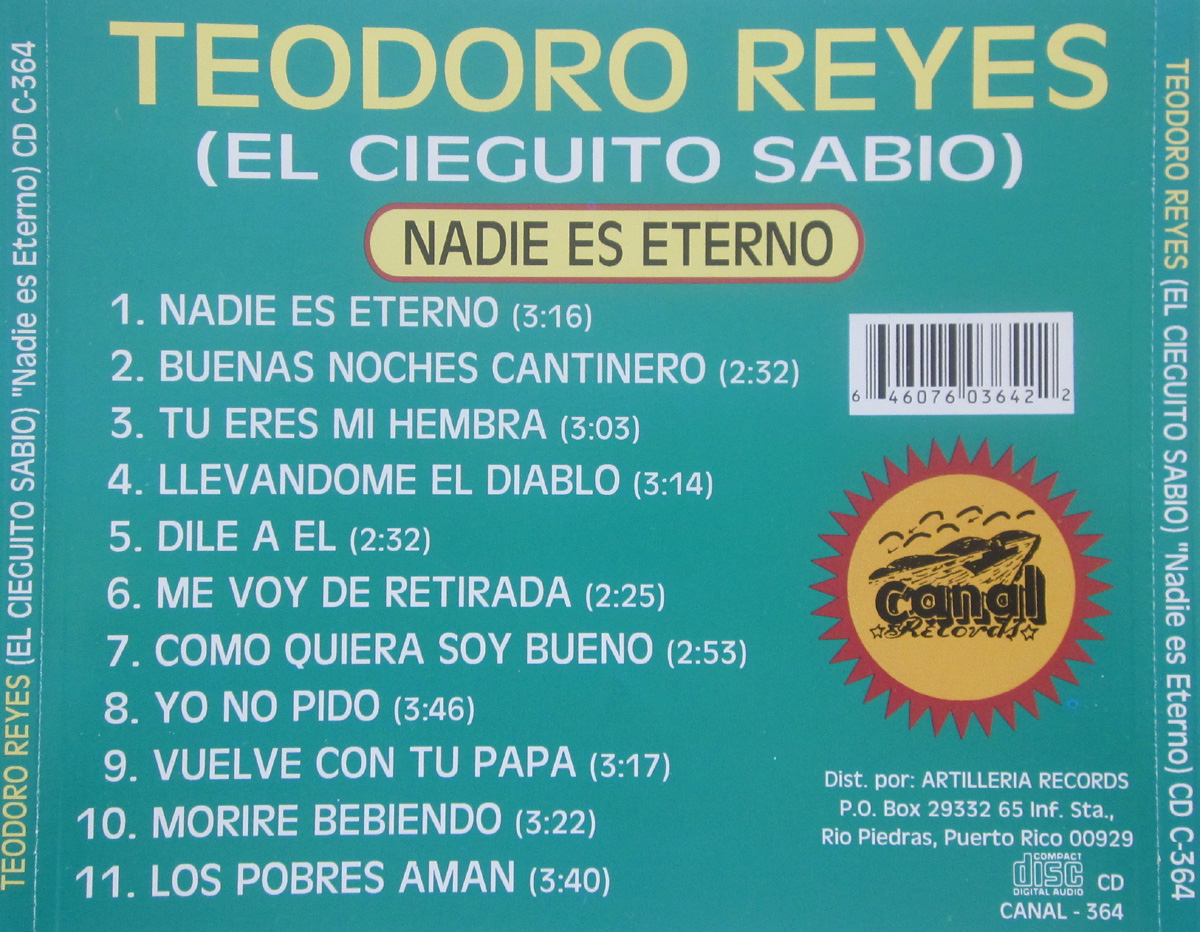 TEODORO REYES
(EL CIEGUITO SABIO)
NADIE ES ETERNO
1. NADIE ES ETERNO (3:16)
2. BUENAS NOCHES CANTINERO (2:32)
3. TU ERES MI HEMBRA (3:03)
4. LLEVANDOME EL DIABLO (3:14)
5. DILE A EL (2:32)
6. ME VOY DE RETIRADA (2:25)
7. COMO QUIERA SOY BUENO (2:53)
8. YO NO PIDO (3:46)
9. VUELVE CON TU PAPA (3:17)
10. MORIRE BEBIENDO (3:22)
11. LOS POBRES AMAN (3:40)
6 46076 03642 2
canal
Records
Dist. por: ARTILLERIA RECORDS
P.O. Box 29332 65 Inf. Sta.,
Rio Piedras, Puerto Rico 00929
COMPACT
disc
DIGITAL AUDIO
CD
CANAL - 364
TEODORO REYES (EL CIEGUITO SABIO) "Nadie es Eterno) CD C-364
TEODORO REYES (EL CIEGUITO SABIO) "Nadie es Eterno) CD C-364